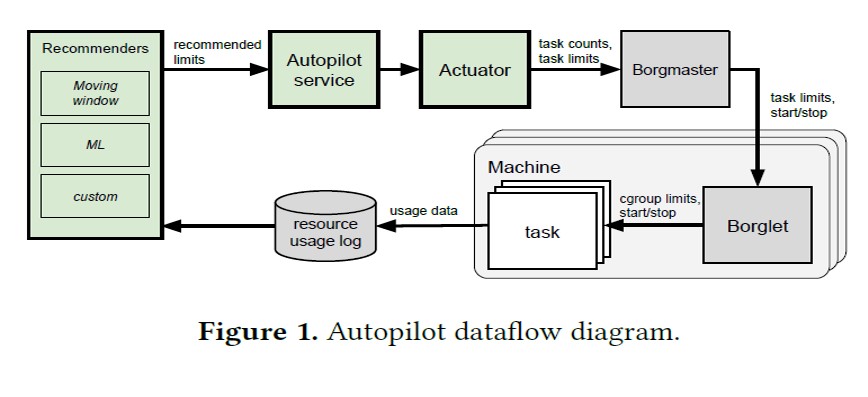 Recommenders
Moving
window
ML
custom
recommended
limits
Autopilot
service
Actuator
task counts,
task limits
Borgmaster
task limits,
start/stop
Machine
cgroup limits,
start/stop
Borglet
task
usage data
resource
usage log
Figure 1. Autopilot dataflow diagram.